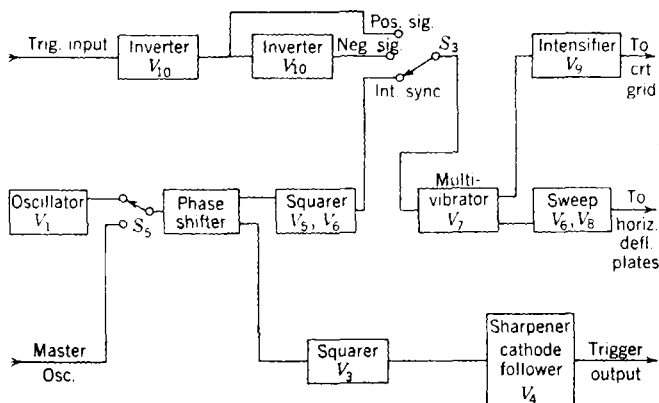 Trig. input
Inverter
V10
Inverter
V10
Pos. sig.
Neg sig.
S3
Int. sync
Intensifier
V9
To
crt
grid
Oscillator
V1
S5
Phase
shifter
Squarer
V5, V6
Multi-
vibrator
V7
Sweep
V6, V8
To
horiz.
defl.
plates
Master
Osc.
Squarer
V3
Sharpener
cathode
follower
V4
Trigger
output